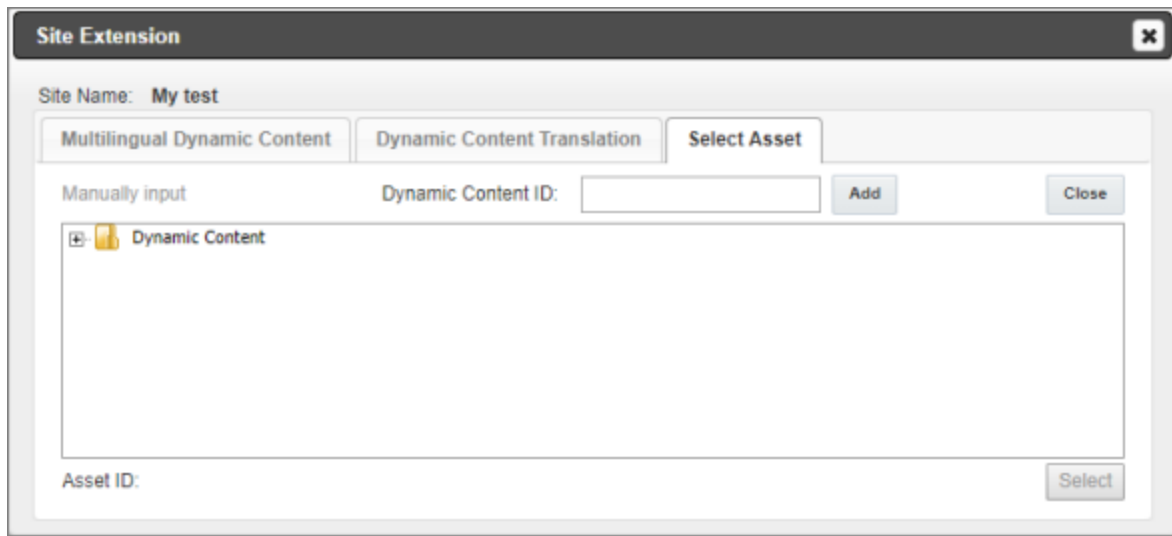 Site Extension
Site Name: My test
Multilingual Dynamic Content Dynamic Content Translation Select Asset
Manually input Dynamic Content ID: Add Close
Dynamic Content
Asset ID: Select